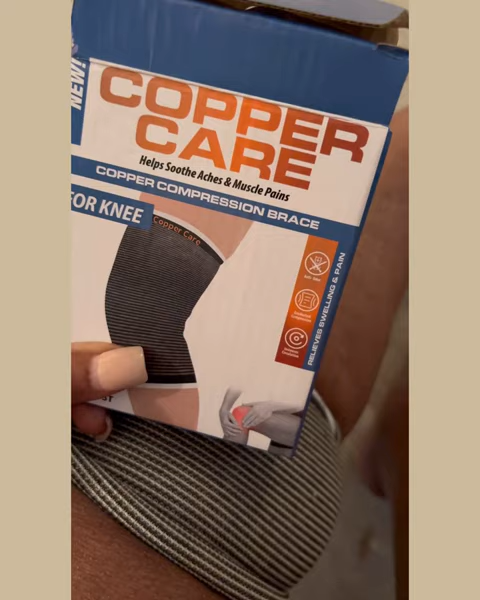 NEW!
COPPER
CARE
Helps Soothe Aches & Muscle Pains
COPPER COMPRESSION BRACE
FOR KNEE
Copper Care
RELIEVES SWELLING & PAIN